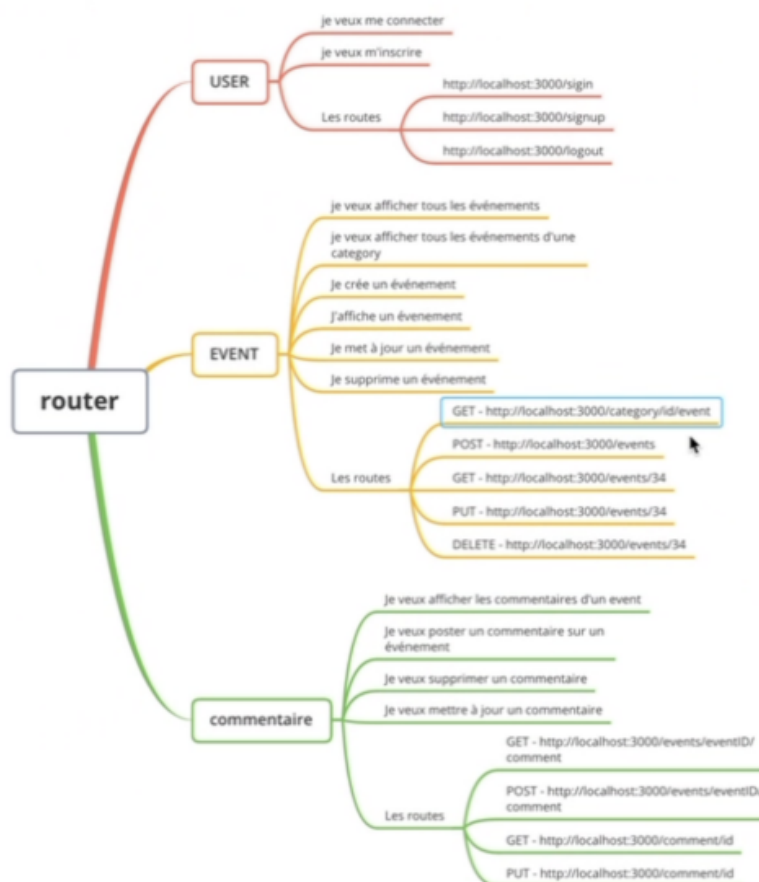 je veux me connecter
je veux m'inscrire
USER
http://localhost:3000/sigin
Les routes
http://localhost:3000/signup
http://localhost:3000/logout
je veux afficher tous les événements
je veux afficher tous les événements d'une
category
Je crée un événement
J'affiche un évenement
EVENT
Je met à jour un événement
Je supprime un événement
router
GET - http://localhost:3000/category/id/event
POST - http://localhost:3000/events
Les routes
GET - http://localhost:3000/events/34
PUT - http://localhost:3000/events/34
DELETE - http://localhost:3000/events/34
Je veux afficher les commentaires d'un event
Je veux poster un commentaire sur un
événement
Je veux supprimer un commentaire
commentaire
Je veux mettre à jour un commentaire
GET - http://localhost:3000/events/eventID/
comment
POST - http://localhost:3000/events/eventID/
comment
Les routes
GET - http://localhost:3000/comment/id
PUT - http://localhost:3000/comment/id